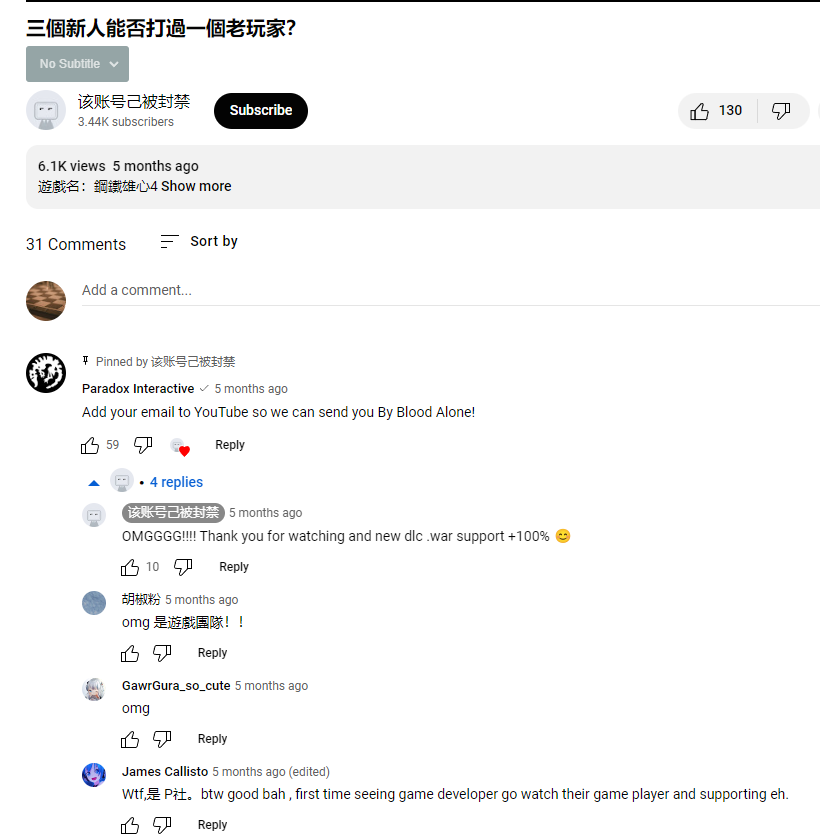 三個新人能否打過一個老玩家？
No Subtitle
该账号己被封禁
3.44K subscribers
Subscribe
130
6.1K views 5 months ago
遊戲名：鋼鐵雄心4 Show more
31 Comments
Sort by
Add a comment...
Pinned by 该账号己被封禁
Paradox Interactive 5 months ago
Add your email to YouTube so we can send you By Blood Alone!
59
Reply
4 replies
该账号己被封禁 5 months ago
OMGGGG!!!! Thank you for watching and new dlc .war support +100% 😊
10
Reply
胡椒粉 5 months ago
omg 是遊戲團隊！！
Reply
GawrGura_so_cute 5 months ago
omg
Reply
James Callisto 5 months ago (edited)
Wtf,是 P社。btw good bah , first time seeing game developer go watch their game player and supporting eh.
Reply